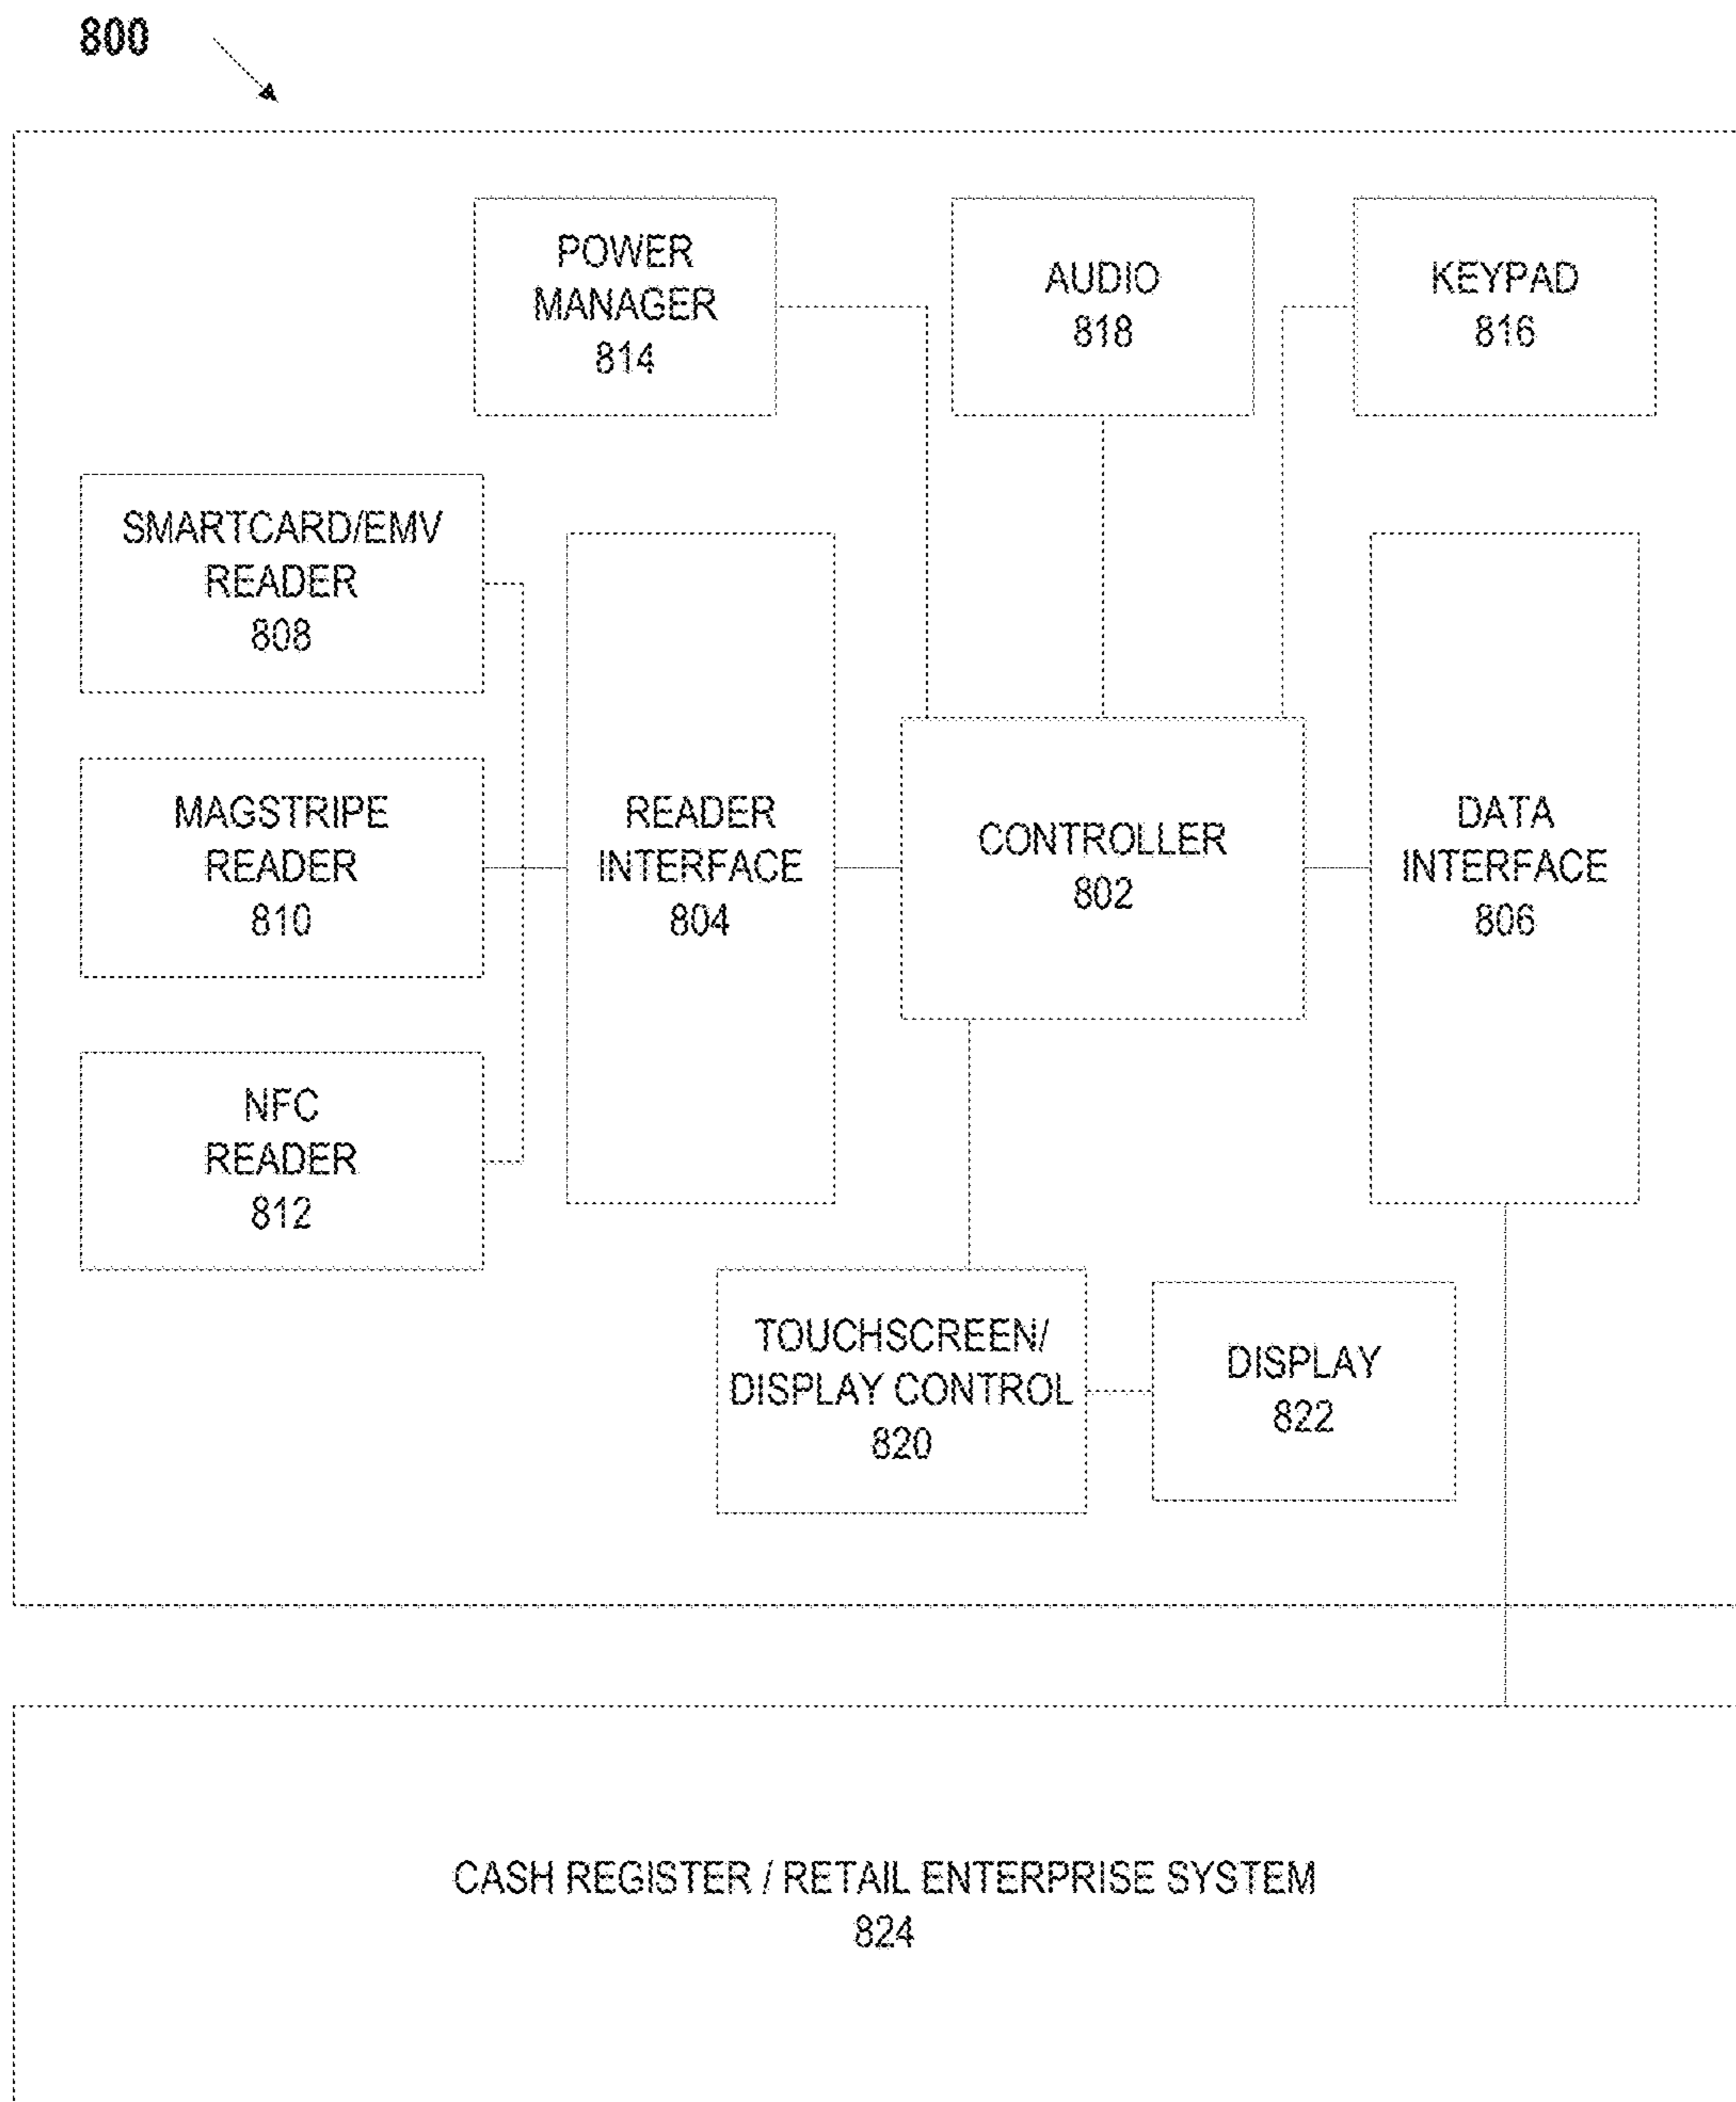 800
POWER
MANAGER
814
AUDIO
818
KEYPAD
816
SMARTCARD/EMV
READER
808
MAGSTRIPE
READER
810
NFC
READER
812
READER
INTERFACE
804
CONTROLLER
802
DATA
INTERFACE
806
TOUCHSCREEN/
DISPLAY CONTROL
820
DISPLAY
822
CASH REGISTER / RETAIL ENTERPRISE SYSTEM
824